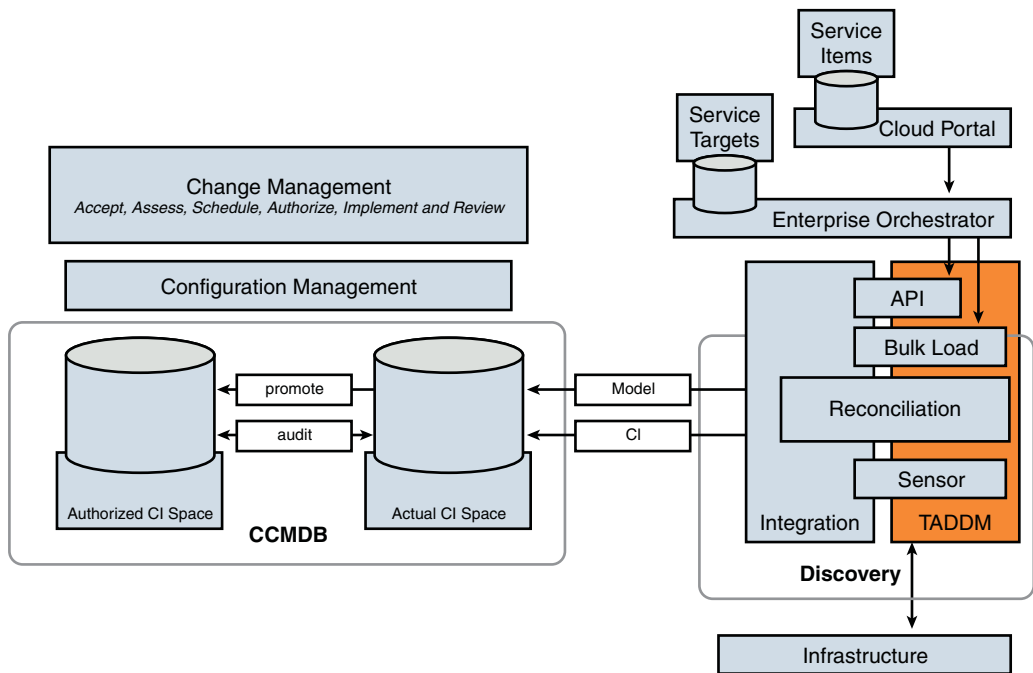 Service
Items
Cloud Portal
Service
Targets
Enterprise Orchestrator
Change Management
Accept, Assess, Schedule, Authorize, Implement and Review
Configuration Management
API
Bulk Load
Reconciliation
Sensor
Integration
TADDM
Discovery
Infrastructure
promote
audit
Model
CI
Authorized CI Space
Actual CI Space
CCMDB